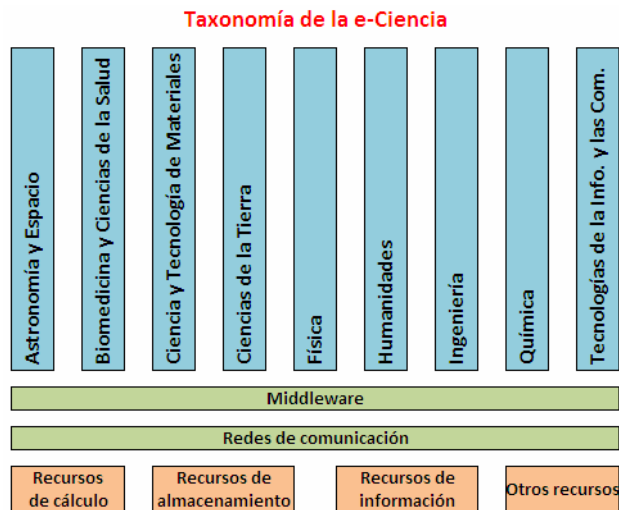 Taxonomía de la e-Ciencia
Astronomía y Espacio
Biomedicina y Ciencias de la Salud
Ciencia y Tecnología de Materiales
Ciencias de la Tierra
Física
Humanidades
Ingeniería
Química
Tecnologías de la Info. y las Com.
Middleware
Redes de comunicación
Recursos
de cálculo
Recursos de
almacenamiento
Recursos de
información
Otros recursos